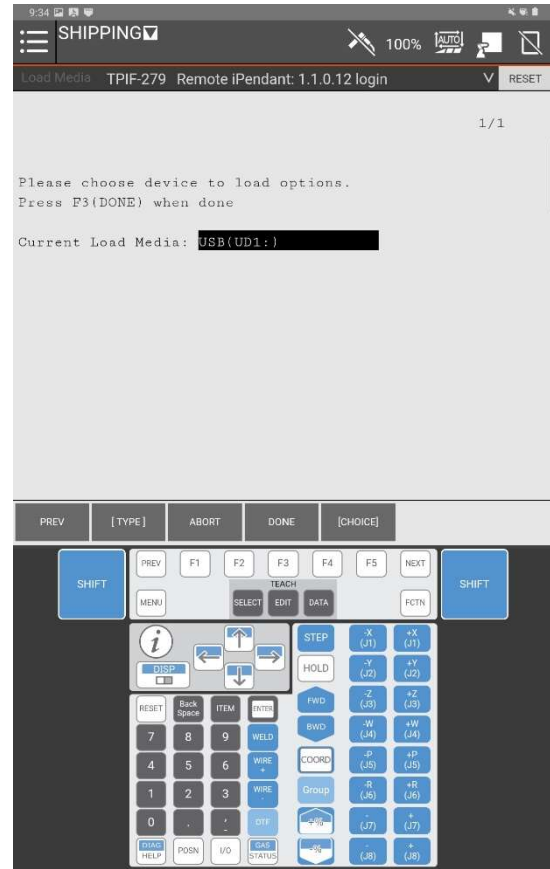 9:34
SHIPPING
100%
AUTO
Load Media TPIF-279 Remote iPendant: 1.1.0.12 login V RESET
1/1
Please choose device to load options.
Press F3(DONE) when done
Current Load Media: USB(UD1:)
PREV [TYPE] ABORT DONE [CHOICE]
SHIFT
PREV F1 F2 F3 F4 F5 NEXT
TEACH
MENU SELECT EDIT DATA FCTN
SHIFT
i
DISP
STEP -X (J1) +X (J1)
HOLD -Y (J2) +Y (J2)
FWD -Z (J3) +Z (J3)
BWD -W (J4) +W (J4)
COORD -P (J5) +P (J5)
Group -R (J6) +R (J6)
+% - (J7) + (J7)
-% - (J8) + (J8)
RESET Back Space ITEM ENTER
7 8 9 WELD
4 5 6 WIRE +
1 2 3 WIRE -
0 . , - OTF
DIAG HELP POSN I/O GAS STATUS